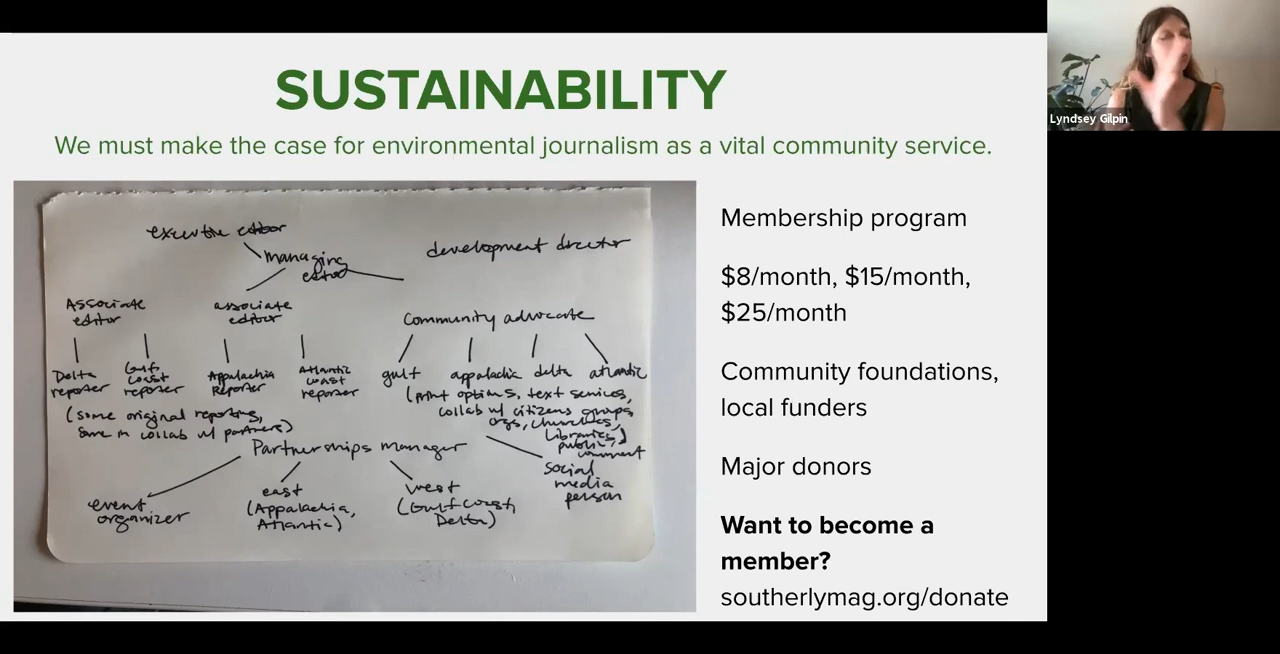 SUSTAINABILITY
We must make the case for environmental journalism as a vital community service.
executive editor
managing
editor
development director
Associate
editor
associate
editor
Community advocate
Delta
reporter
Gulf
coast
reporter
Appalachia
Reporter
Atlantic
coast
reporter
gulf
appalachia
delta
atlantic
(some original reporting,
some in collab w/ partners)
(print options, text services,
collab w/ citizens groups,
orgs, churches,
libraries,)
public
comment
Partnerships manager
social
media
person
event
organizer
east
(Appalachia,
Atlantic)
west
(Gulf Coast,
Delta)
Membership program
$8/month, $15/month,
$25/month
Community foundations,
local funders
Major donors
Want to become a
member?
southerlymag.org/donate
Lyndsey Gilpin